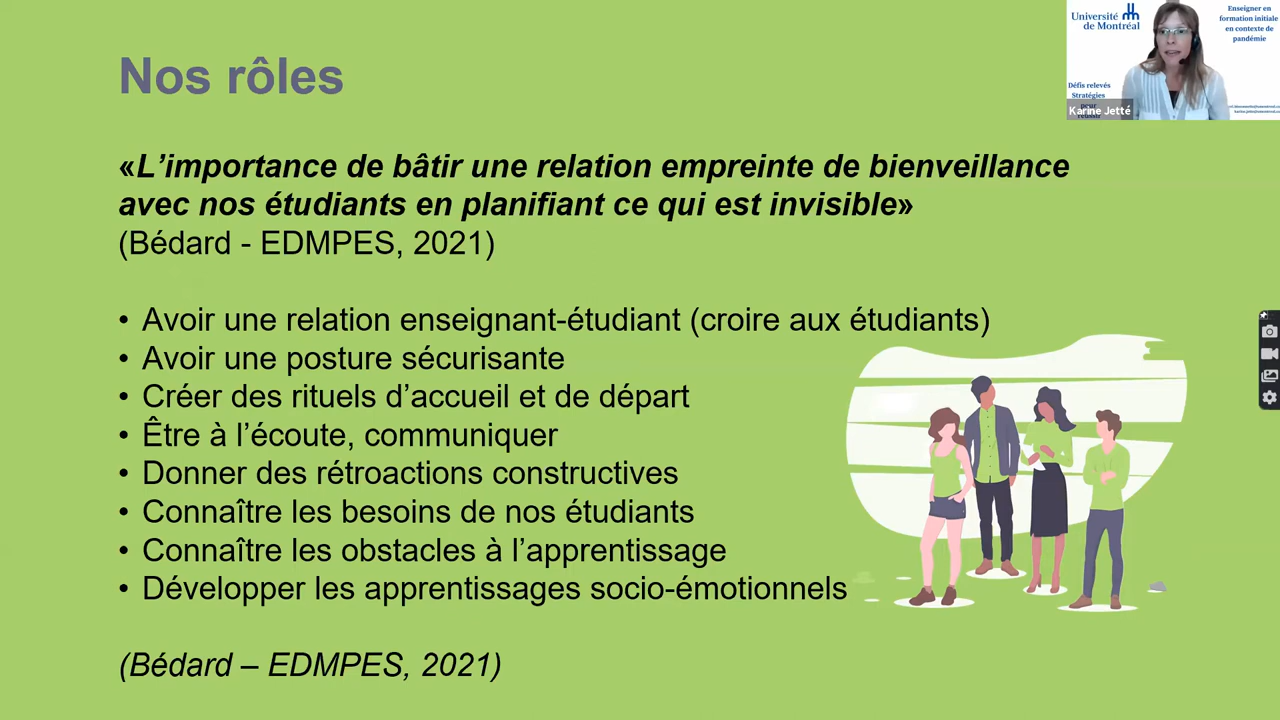 Nos rôles
«L'importance de bâtir une relation empreinte de bienveillance
avec nos étudiants en planifiant ce qui est invisible»
(Bédard - EDMPES, 2021)
• Avoir une relation enseignant-étudiant (croire aux étudiants)
• Avoir une posture sécurisante
• Créer des rituels d'accueil et de départ
• Être à l'écoute, communiquer
• Donner des rétroactions constructives
• Connaître les besoins de nos étudiants
• Connaître les obstacles à l'apprentissage
• Développer les apprentissages socio-émotionnels
(Bédard – EDMPES, 2021)
Université
de Montréal
Enseigner en
formation initiale
en contexte de
pandémie
Défis relevés
Stratégies
pour
réussir
Karine Jetté